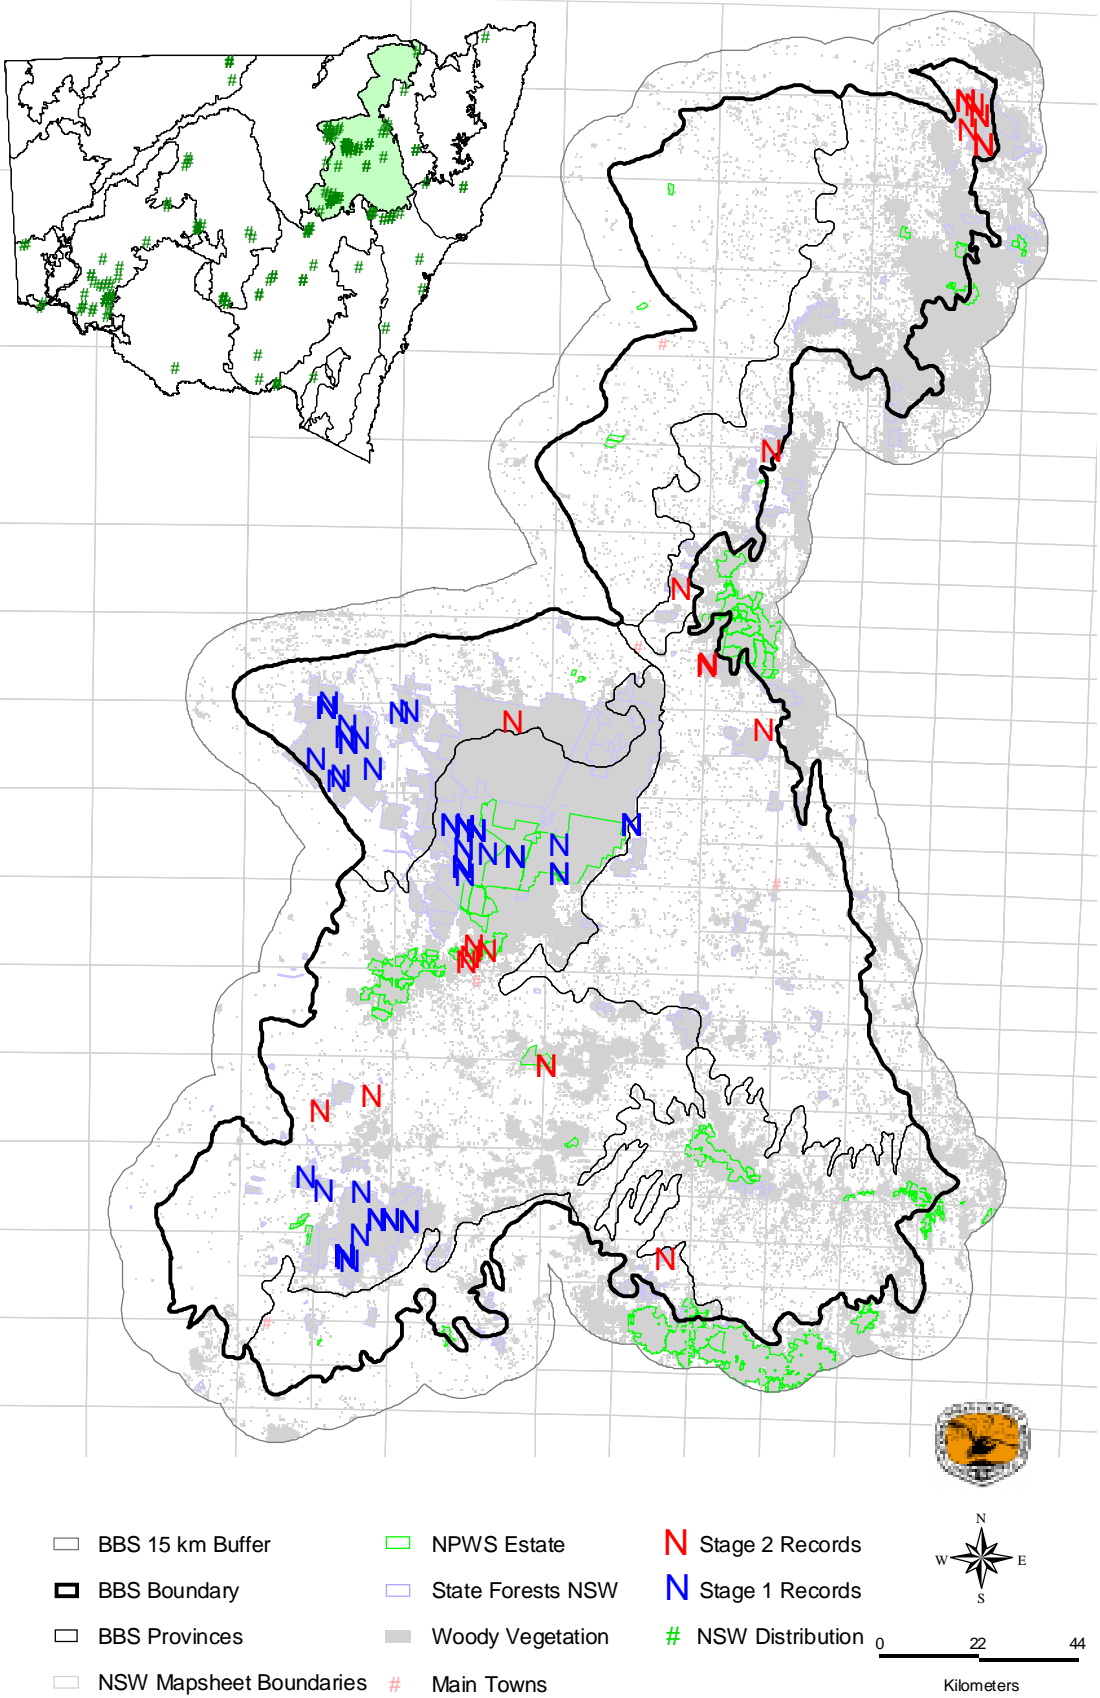 BBS 15 km Buffer
NPWS Estate
N Stage 2 Records
BBS Boundary
State Forests NSW
N Stage 1 Records
BBS Provinces
Woody Vegetation
# NSW Distribution
NSW Mapsheet Boundaries
# Main Towns
N
W E
S
0 22 44
Kilometers